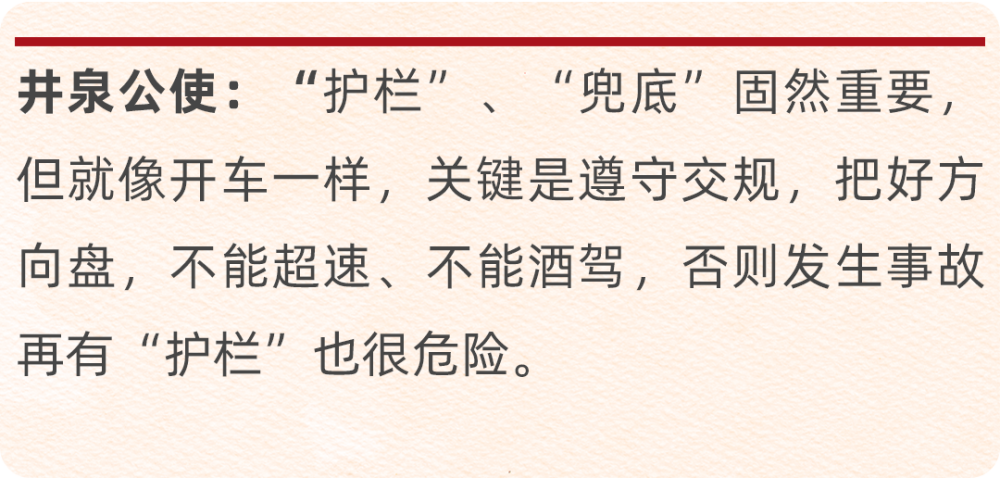 井泉公使：“护栏”、“兜底”固然重要，
但就像开车一样，关键是遵守交规，把好方
向盘，不能超速、不能酒驾，否则发生事故
再有“护栏”也很危险。